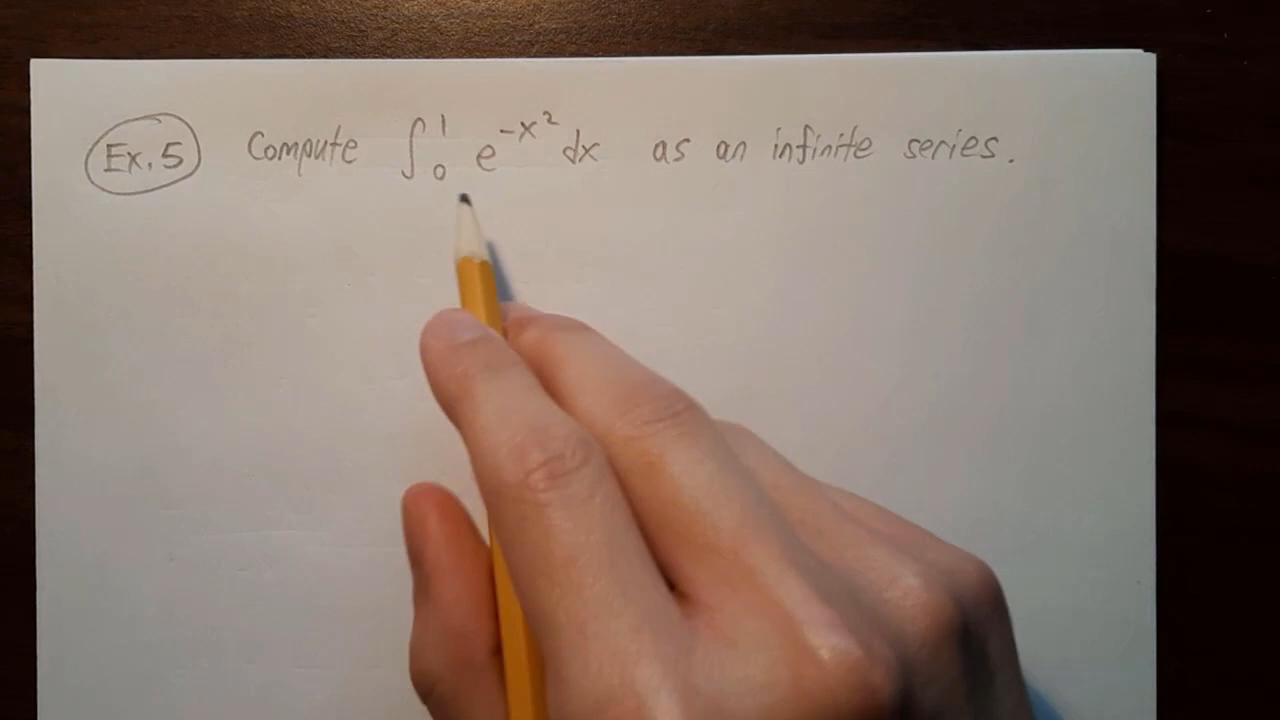 Ex. 5 Compute ∫₀¹ e^{-x²} dx as an infinite series.